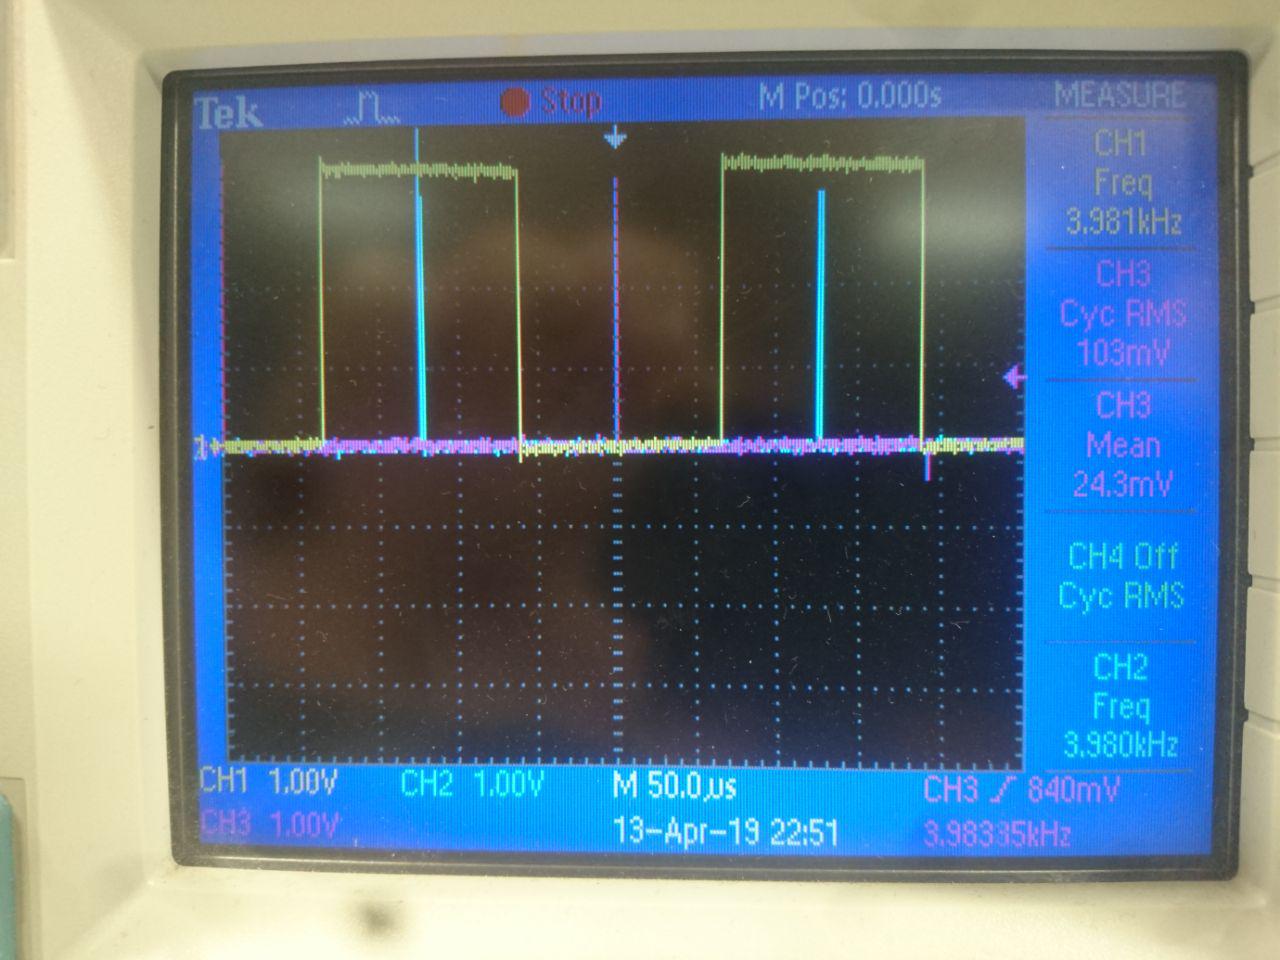 Tek
Stop
M Pos: 0.000s
MEASURE
CH1
Freq
3.981kHz
CH3
Cyc RMS
103mV
CH3
Mean
24.3mV
CH4 Off
Cyc RMS
CH2
Freq
3.980kHz
1
CH1 1.00V
CH2 1.00V
M 50.0µs
CH3
840mV
CH3 1.00V
13-Apr-19 22:51
3.98335kHz